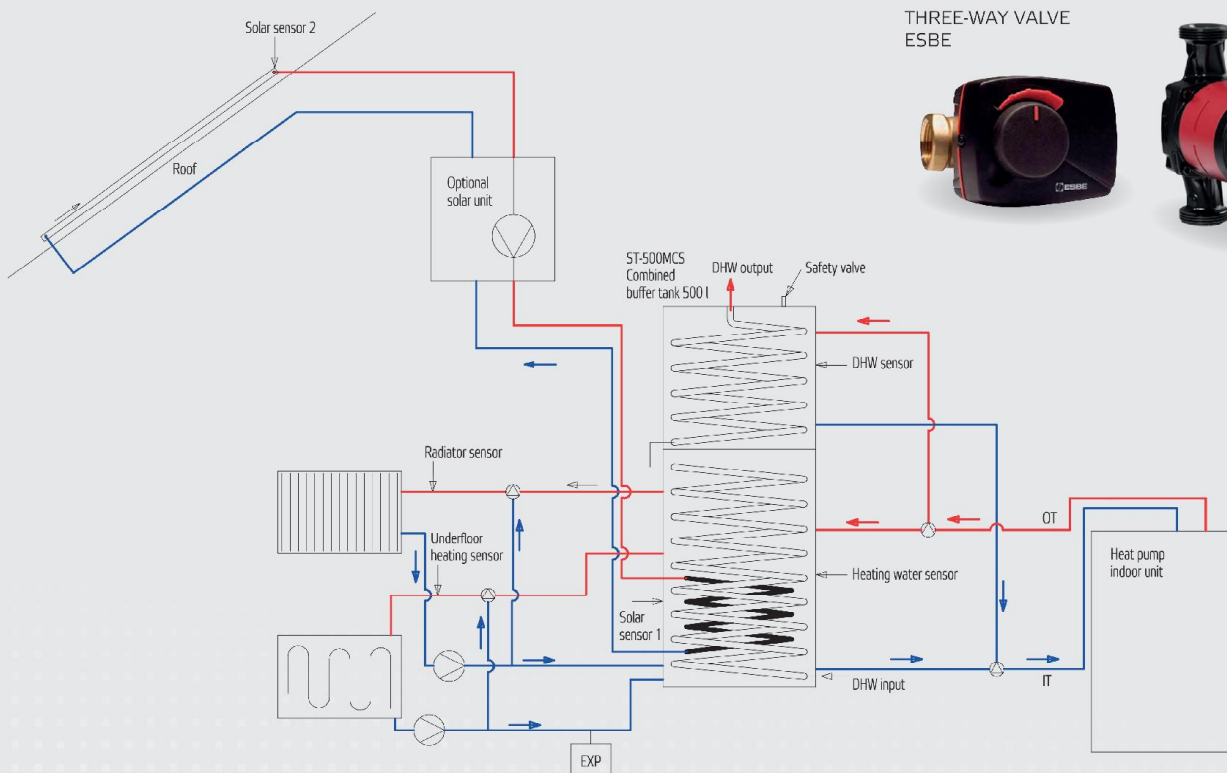 Solar sensor 2
THREE-WAY VALVE
ESBE
ESBE
Roof
Optional
solar unit
ST-500MCS
Combined
buffer tank 500 l
DHW output
Safety valve
DHW sensor
Radiator sensor
Underfloor
heating sensor
OT
Heat pump
indoor unit
Heating water sensor
Solar
sensor 1
DHW input
IT
EXP